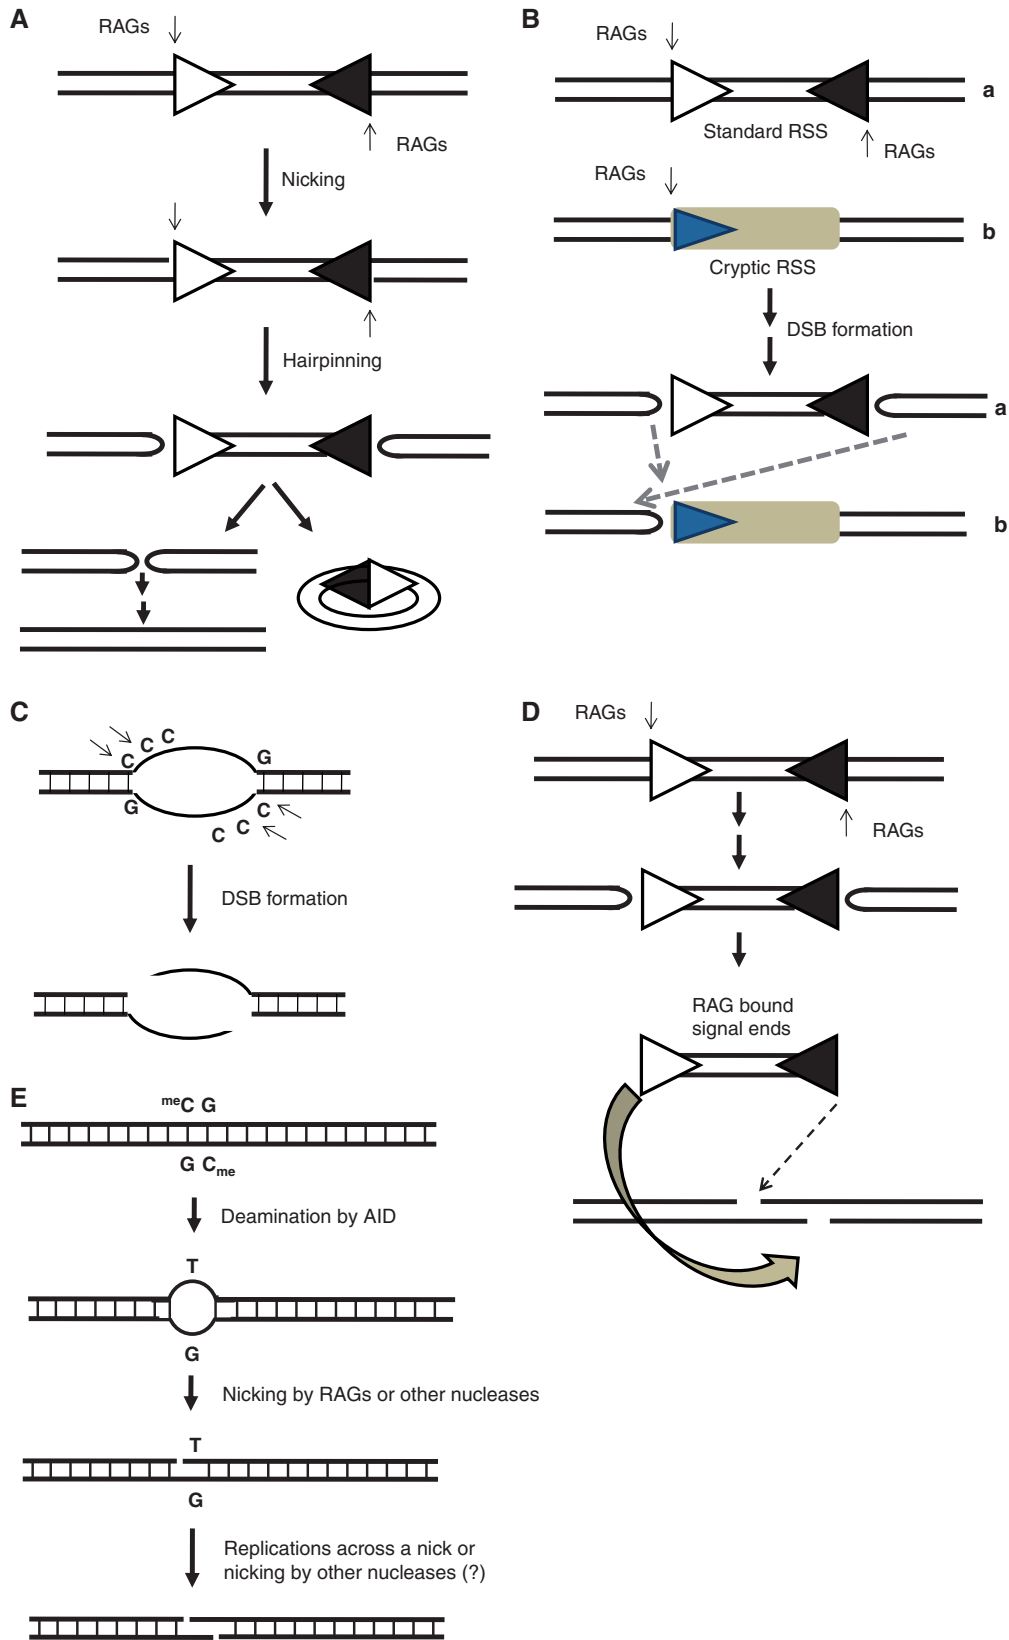 A
RAGs
RAGs
Nicking
Hairpinning
B
RAGs
a
Standard RSS
RAGs
RAGs
b
Cryptic RSS
DSB formation
a
b
C
C C C G
G C C C
DSB formation
D
RAGs
RAGs
RAG bound
signal ends
E
meC G
G Cme
Deamination by AID
T
G
Nicking by RAGs or other nucleases
T
G
Replications across a nick or
nicking by other nucleases (?)